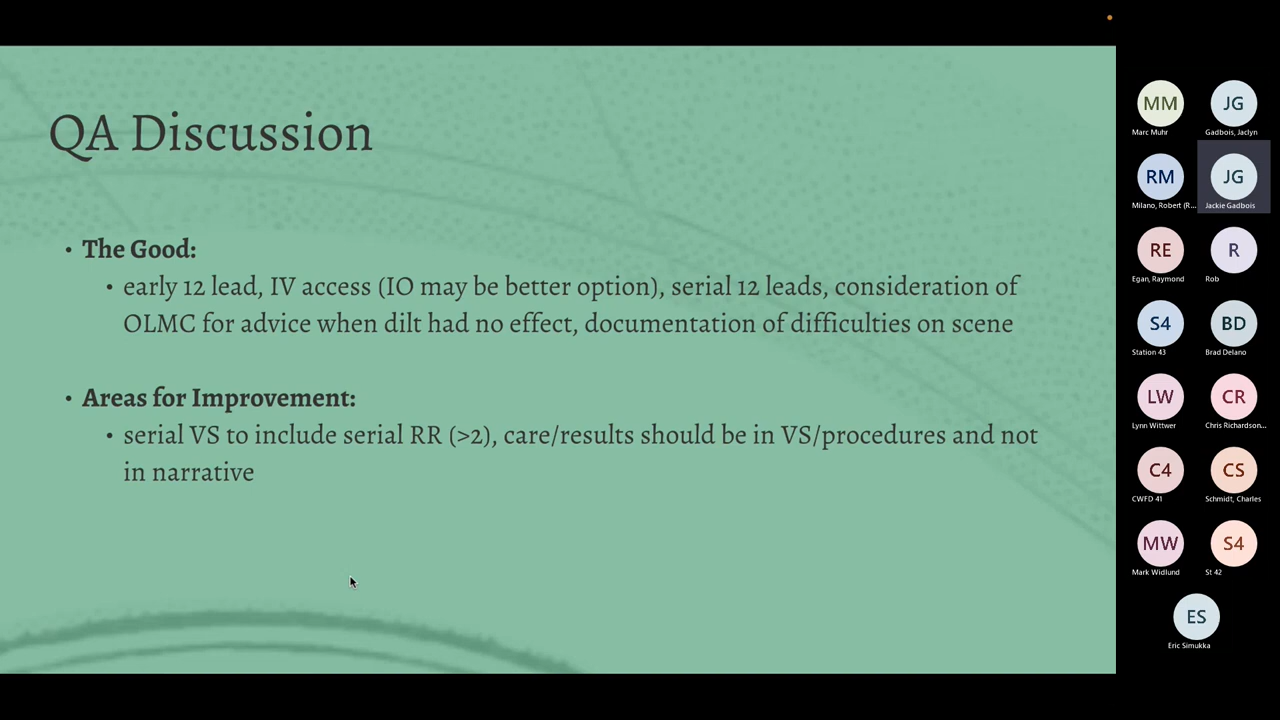 QA Discussion
• The Good:
• early 12 lead, IV access (IO may be better option), serial 12 leads, consideration of
OLMC for advice when dilt had no effect, documentation of difficulties on scene
• Areas for Improvement:
• serial VS to include serial RR (>2), care/results should be in VS/procedures and not
in narrative
MM
Marc Muhr
JG
Gadbois, Jaclyn
RM
Milano, Robert (R...
JG
Jackie Gadbois
RE
Egan, Raymond
R
Rob
S4
Station 43
BD
Brad Delano
LW
Lynn Wittwer
CR
Chris Richardson...
C4
CWFD 41
CS
Schmidt, Charles
MW
Mark Widlund
S4
St 42
ES
Eric Simukka